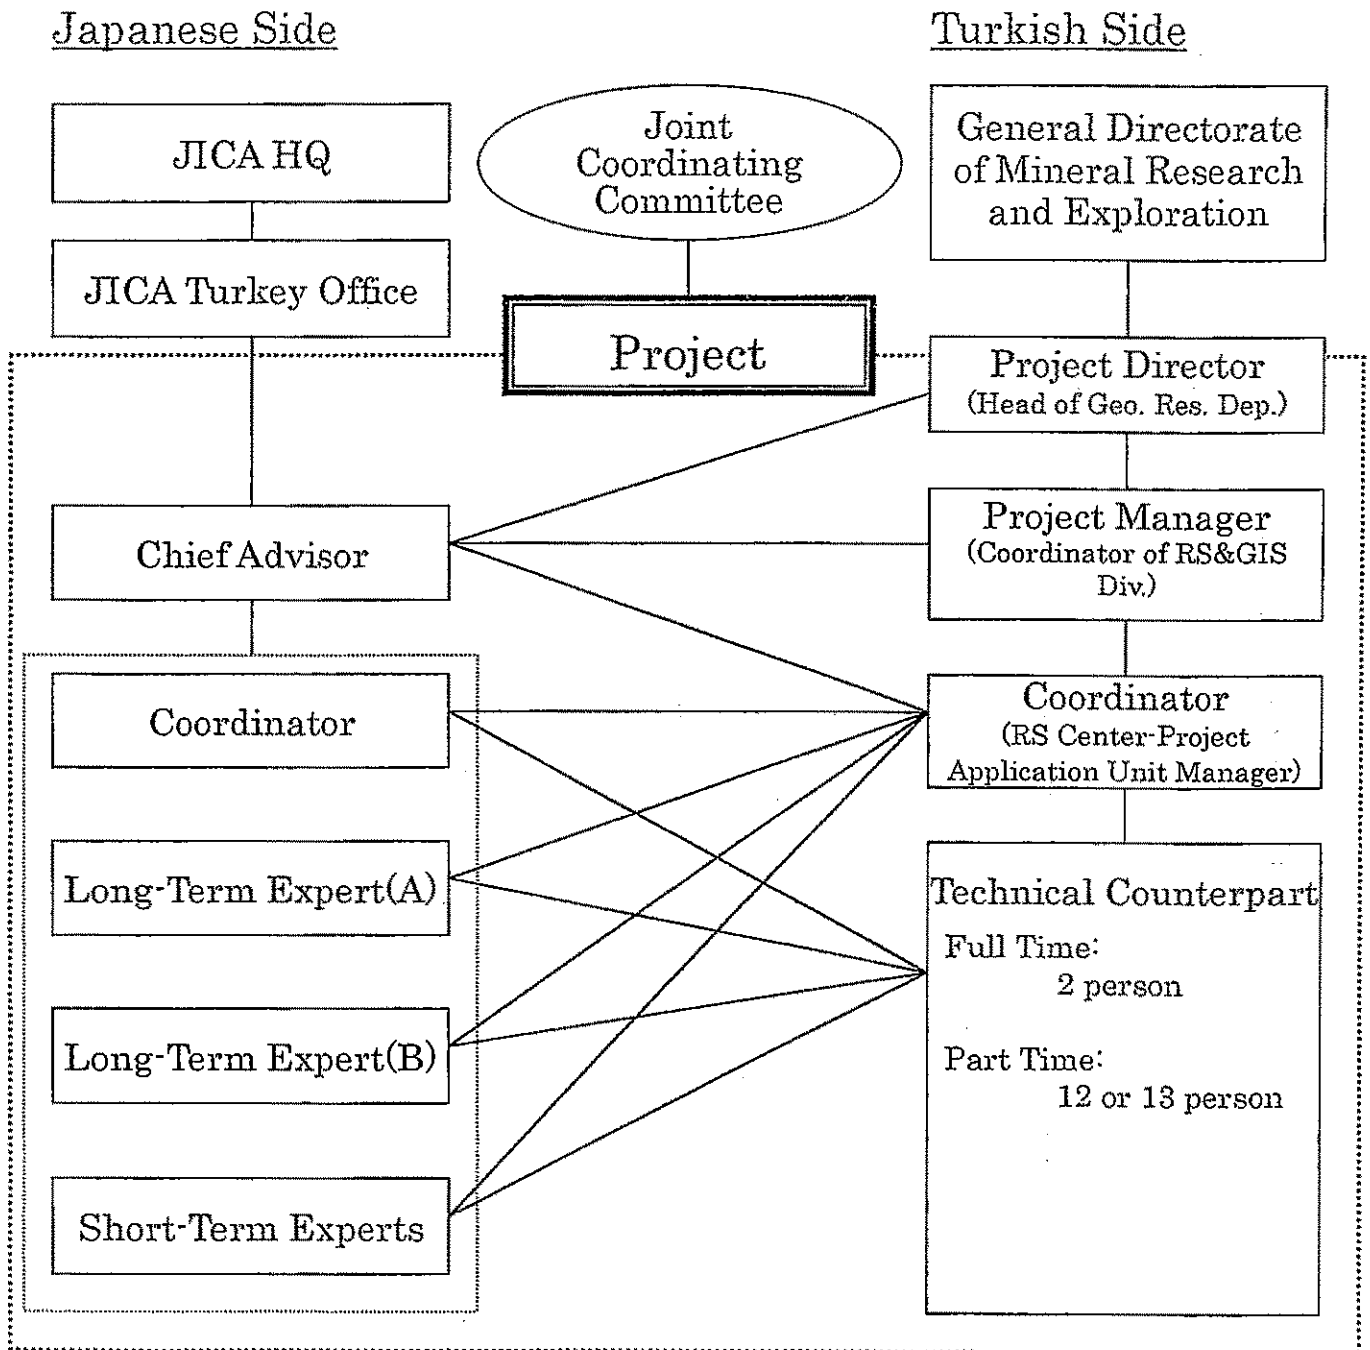 Japanese Side
Turkish Side
JICA HQ
Joint
Coordinating
Committee
General Directorate
of Mineral Research
and Exploration
JICA Turkey Office
Project
Project Director
(Head of Geo. Res. Dep.)
Chief Advisor
Project Manager
(Coordinator of RS&GIS
Div.)
Coordinator
Coordinator
(RS Center-Project
Application Unit Manager)
Long-Term Expert(A)
Technical Counterpart
Full Time:
2 person
Long-Term Expert(B)
Part Time:
12 or 13 person
Short-Term Experts